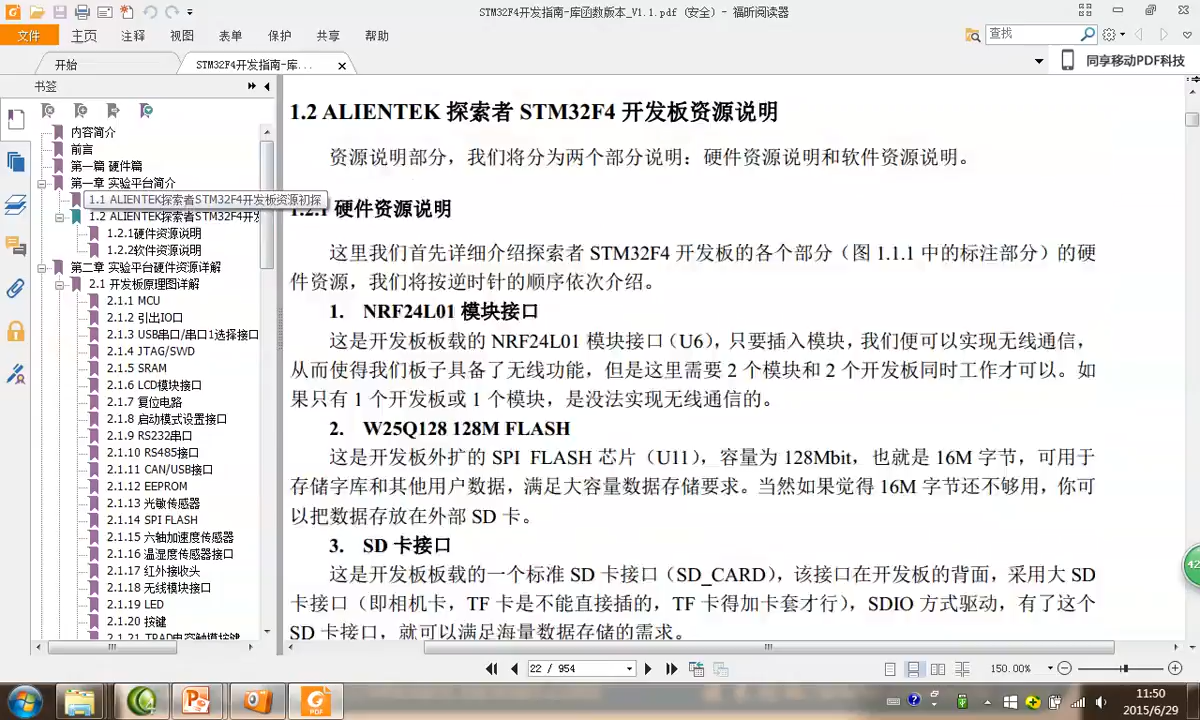 STM32F4开发指南-库函数版本_V1.1.pdf (安全) - 福昕阅读器
文件 主页 注释 视图 表单 保护 共享 帮助 查找
开始 STM32F4开发指南-库... 同享移动PDF科技
书签
内容简介
前言
第一篇 硬件篇
第一章 实验平台简介
1.1 ALIENTEK探索者STM32F4开发板资源初探
1.2 ALIENTEK探索者STM32F4开发
1.2.1硬件资源说明
1.2.2软件资源说明
第二章 实验平台硬件资源详解
2.1 开发板原理图详解
2.1.1 MCU
2.1.2 引出IO口
2.1.3 USB串口/串口1选择接口
2.1.4 JTAG/SWD
2.1.5 SRAM
2.1.6 LCD模块接口
2.1.7 复位电路
2.1.8 启动模式设置接口
2.1.9 RS232串口
2.1.10 RS485接口
2.1.11 CAN/USB接口
2.1.12 EEPROM
2.1.13 光敏传感器
2.1.14 SPI FLASH
2.1.15 六轴加速度传感器
2.1.16 温湿度传感器接口
2.1.17 红外接收头
2.1.18 无线模块接口
2.1.19 LED
2.1.20 按键
2.1.21 TPAD电容触摸按键
1.2 ALIENTEK 探索者 STM32F4 开发板资源说明
资源说明部分，我们将分为两个部分说明：硬件资源说明和软件资源说明。
1.2.1 硬件资源说明
这里我们首先详细介绍探索者 STM32F4 开发板的各个部分（图 1.1.1 中的标注部分）的硬
件资源，我们将按逆时针的顺序依次介绍。
1. NRF24L01 模块接口
这是开发板板载的 NRF24L01 模块接口（U6），只要插入模块，我们便可以实现无线通信，
从而使得我们板子具备了无线功能，但是这里需要 2 个模块和 2 个开发板同时工作才可以。如
果只有 1 个开发板或 1 个模块，是没法实现无线通信的。
2. W25Q128 128M FLASH
这是开发板外扩的 SPI FLASH 芯片（U11），容量为 128Mbit，也就是 16M 字节，可用于
存储字库和其他用户数据，满足大容量数据存储要求。当然如果觉得 16M 字节还不够用，你可
以把数据存放在外部 SD 卡。
3. SD 卡接口
这是开发板板载的一个标准 SD 卡接口（SD_CARD），该接口在开发板的背面，采用大 SD
卡接口（即相机卡，TF 卡是不能直接插的，TF 卡得加卡套才行），SDIO 方式驱动，有了这个
SD 卡接口，就可以满足海量数据存储的需求。
42
22 / 954 150.00%
11:50
2015/6/29